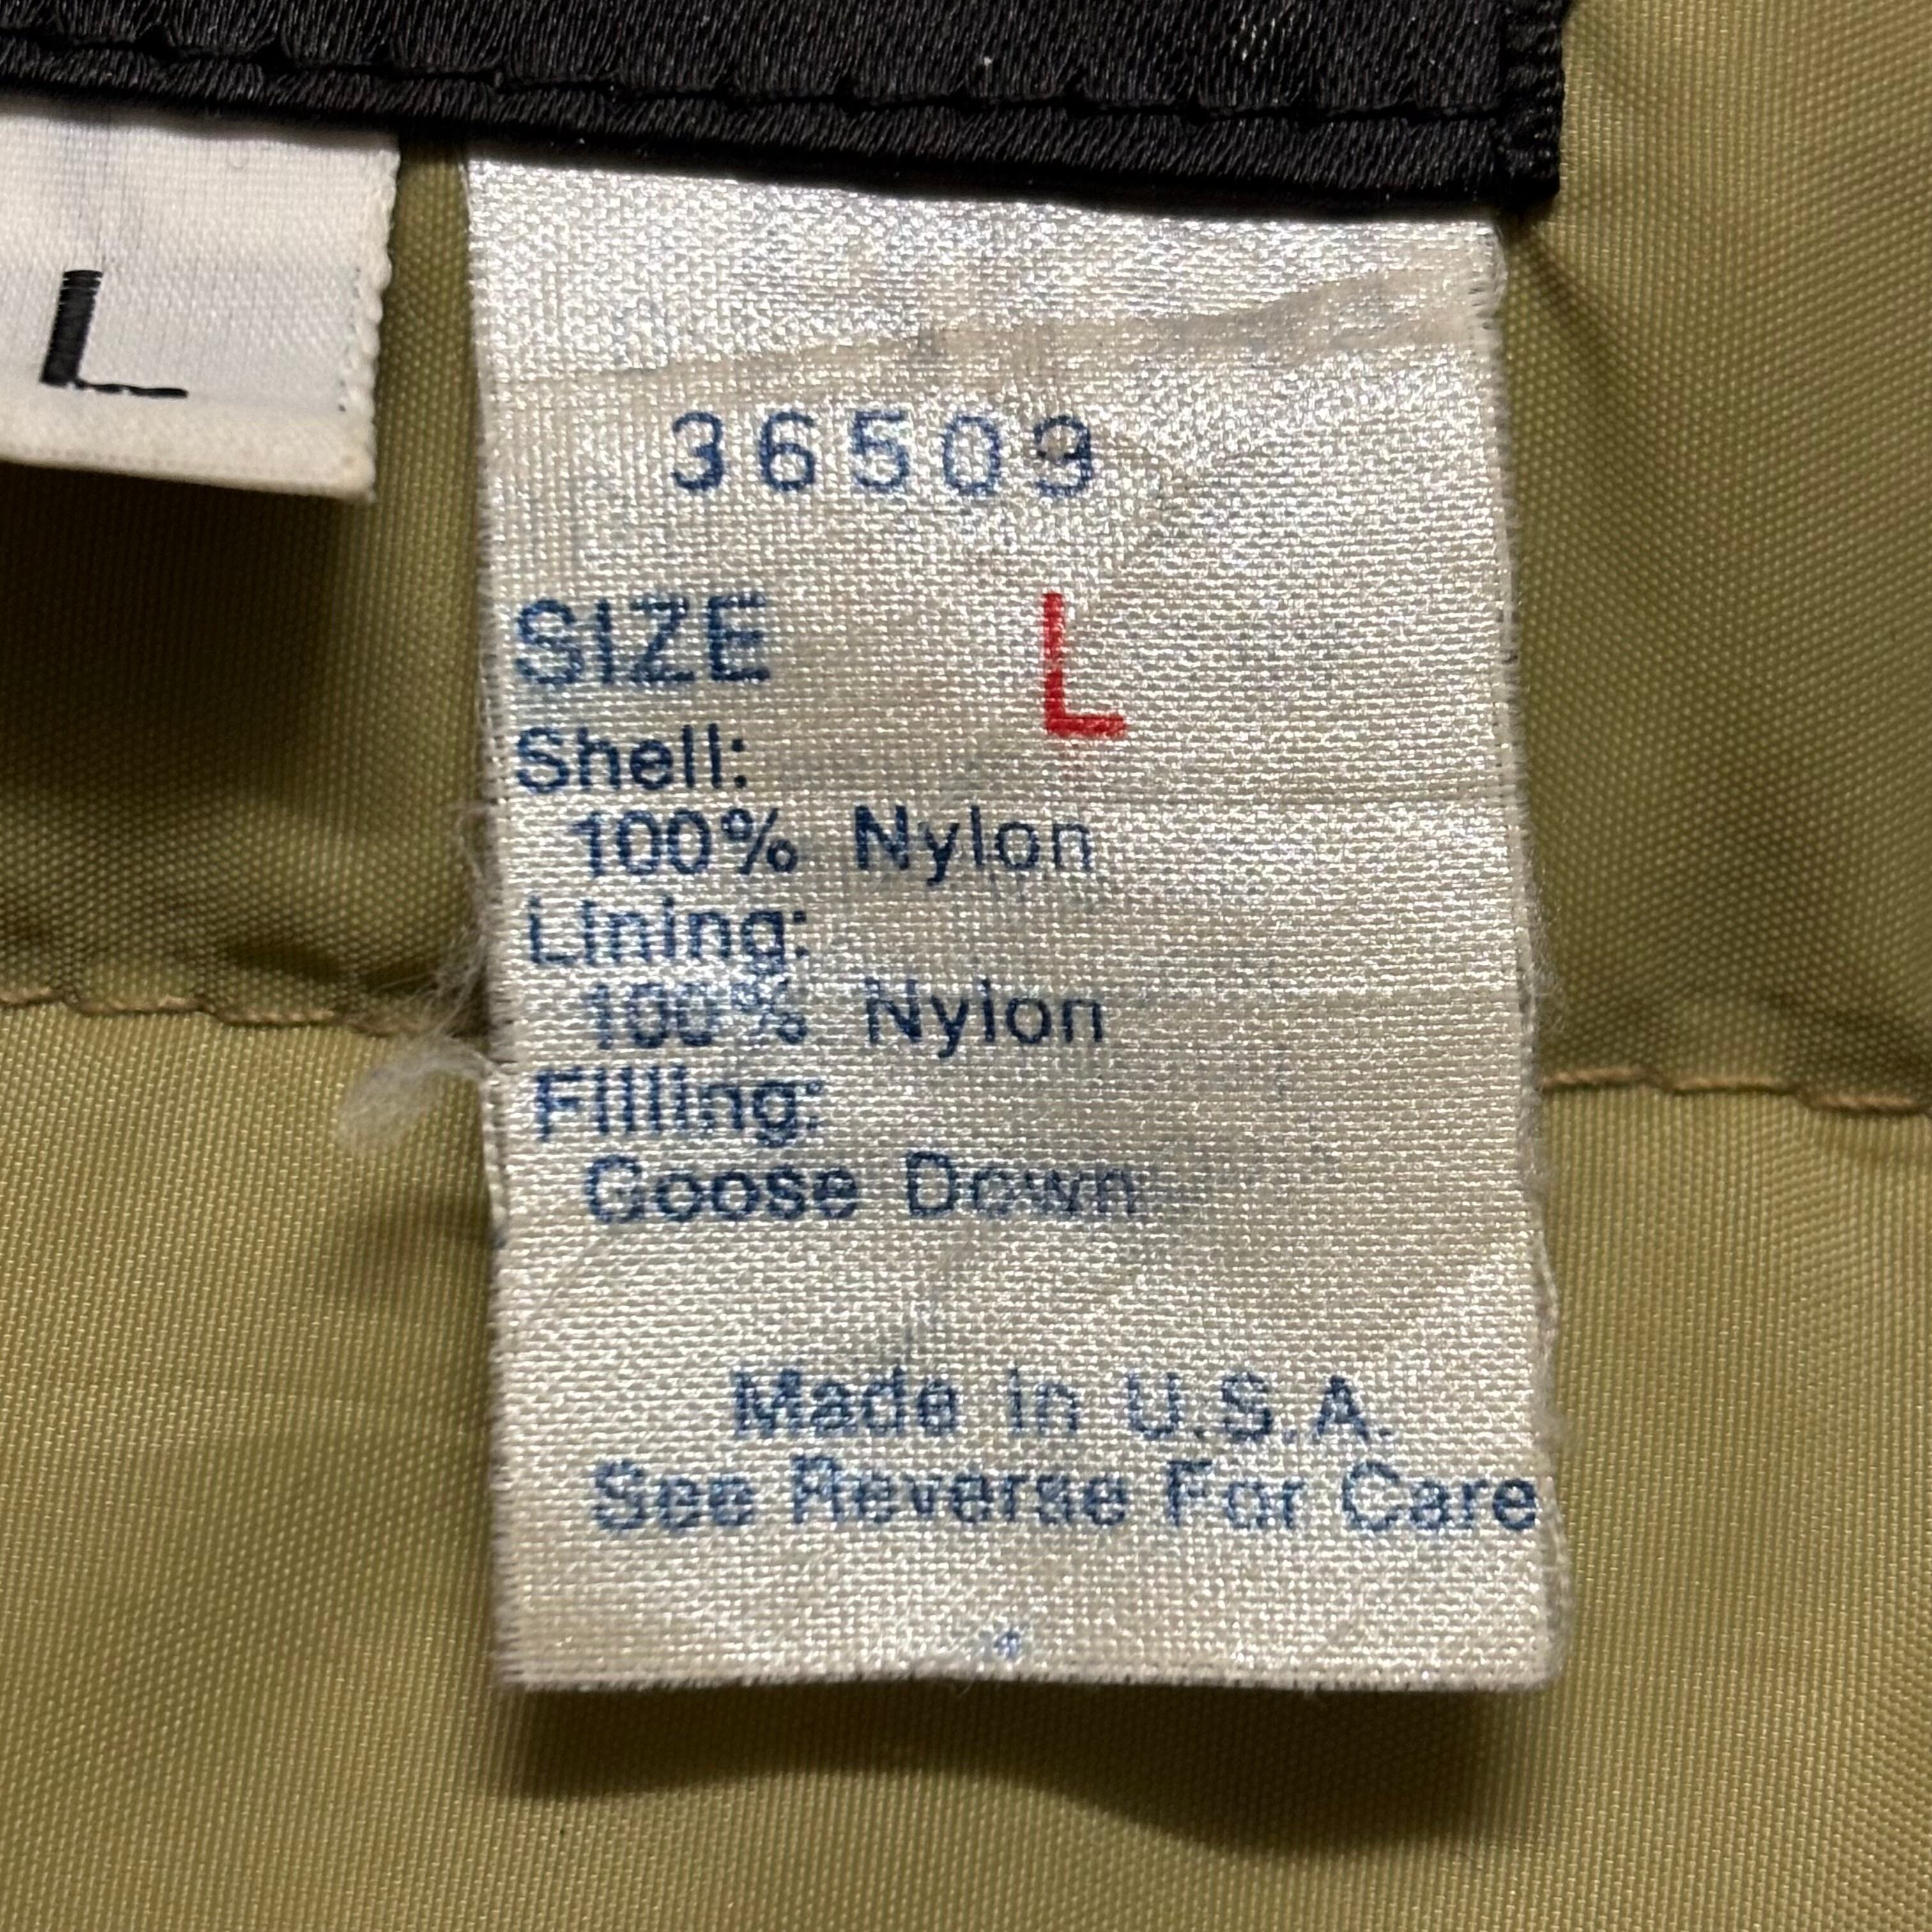 L
36509
SIZE L
Shell:
100% Nylon
Lining:
100% Nylon
Filling:
Goose Down
Made in U.S.A.
See Reverse For Care